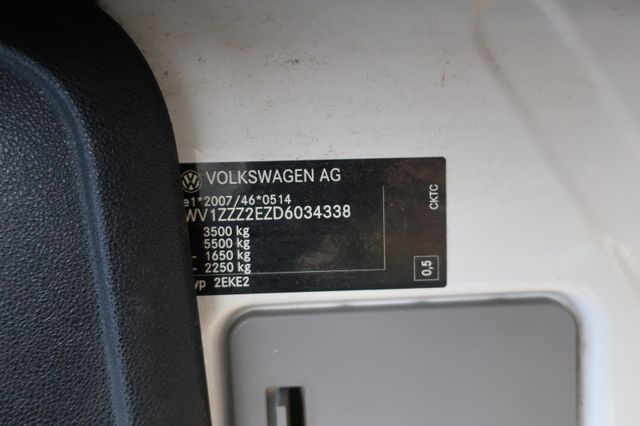 VOLKSWAGEN AG
e1*2007/46*0514
WV1ZZZ2EZD6034338
3500 kg
5500 kg
- 1650 kg
- 2250 kg
2EKE2
0,5
CKTC